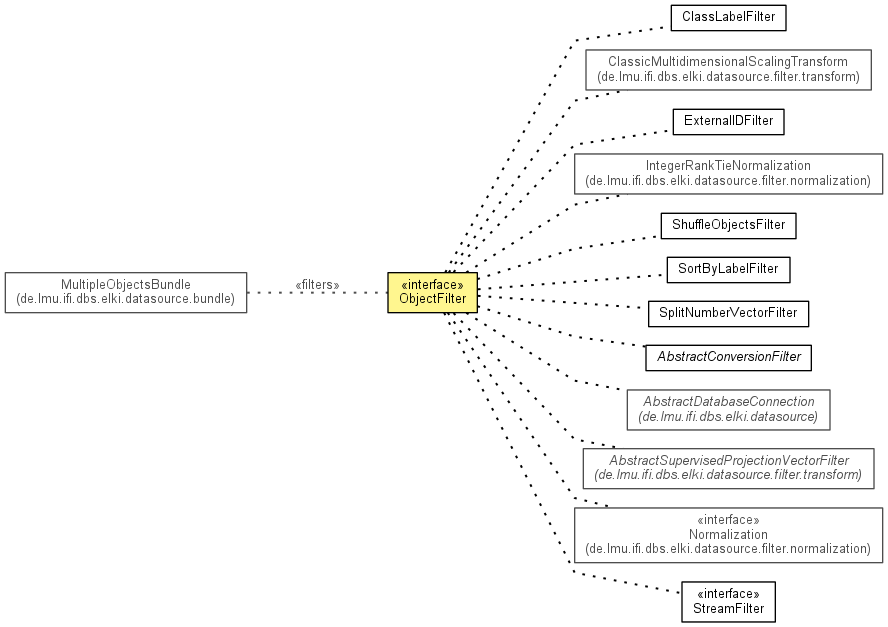 ClassLabelFilter
ClassicMultidimensionalScalingTransform
(de.lmu.ifi.dbs.elki.datasource.filter.transform)
ExternalIDFilter
IntegerRankTieNormalization
(de.lmu.ifi.dbs.elki.datasource.filter.normalization)
ShuffleObjectsFilter
SortByLabelFilter
MultipleObjectsBundle
(de.lmu.ifi.dbs.elki.datasource.bundle)
«filters»
«interface»
ObjectFilter
SplitNumberVectorFilter
AbstractConversionFilter
AbstractDatabaseConnection
(de.lmu.ifi.dbs.elki.datasource)
AbstractSupervisedProjectionVectorFilter
(de.lmu.ifi.dbs.elki.datasource.filter.transform)
«interface»
Normalization
(de.lmu.ifi.dbs.elki.datasource.filter.normalization)
«interface»
StreamFilter